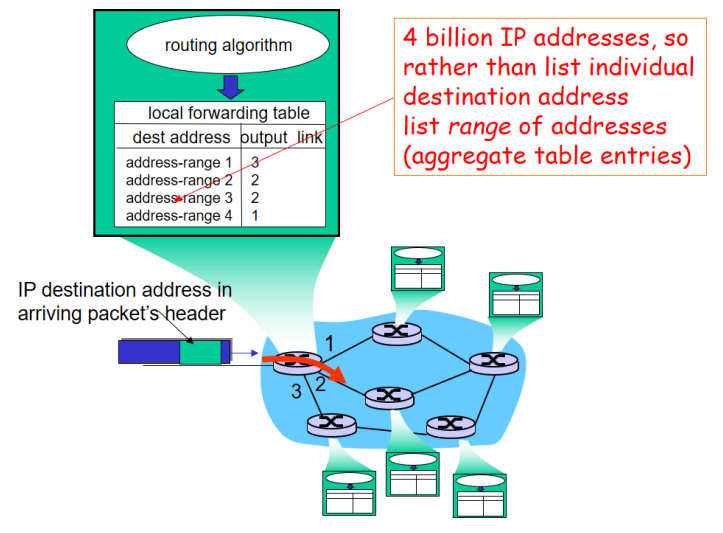 routing algorithm
local forwarding table
dest address output link
address-range 1 3
address-range 2 2
address-range 3 2
address-range 4 1
4 billion IP addresses, so
rather than list individual
destination address
list range of addresses
(aggregate table entries)
IP destination address in
arriving packet's header
1
2
3